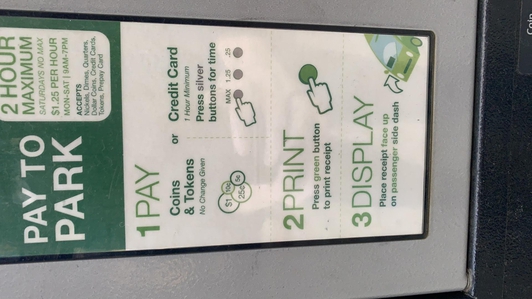 PAY TO
PARK
2 HOUR
MAXIMUM
SATURDAYS NO MAX
$1.25 PER HOUR
MON-SAT | 9AM-7PM
ACCEPTS
Nickels, Dimes, Quarters,
Dollar Coins, Credit Cards,
Tokens, Prepay Card
1 PAY
Coins
& Tokens
No Change Given
$1 10¢
25¢ 5¢
or
Credit Card
1 Hour Minimum
Press silver
buttons for time
MAX 1.25 .25
2 PRINT
Press green button
to print receipt
3 DISPLAY
Place receipt face up
on passenger side dash
Coin